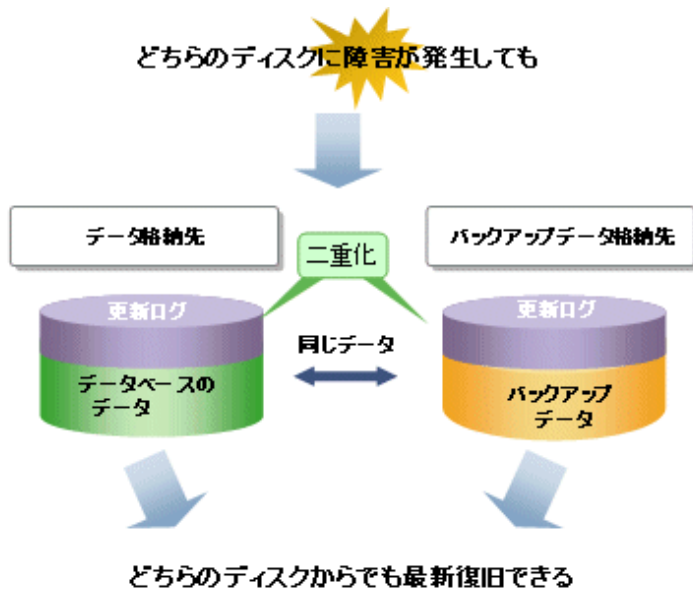 どちらのディスクに障害が発生しても
データ格納先
バックアップデータ格納先
二重化
更新ログ
更新ログ
同じデータ
データベースの
データ
バックアップ
データ
どちらのディスクからでも最新復旧できる